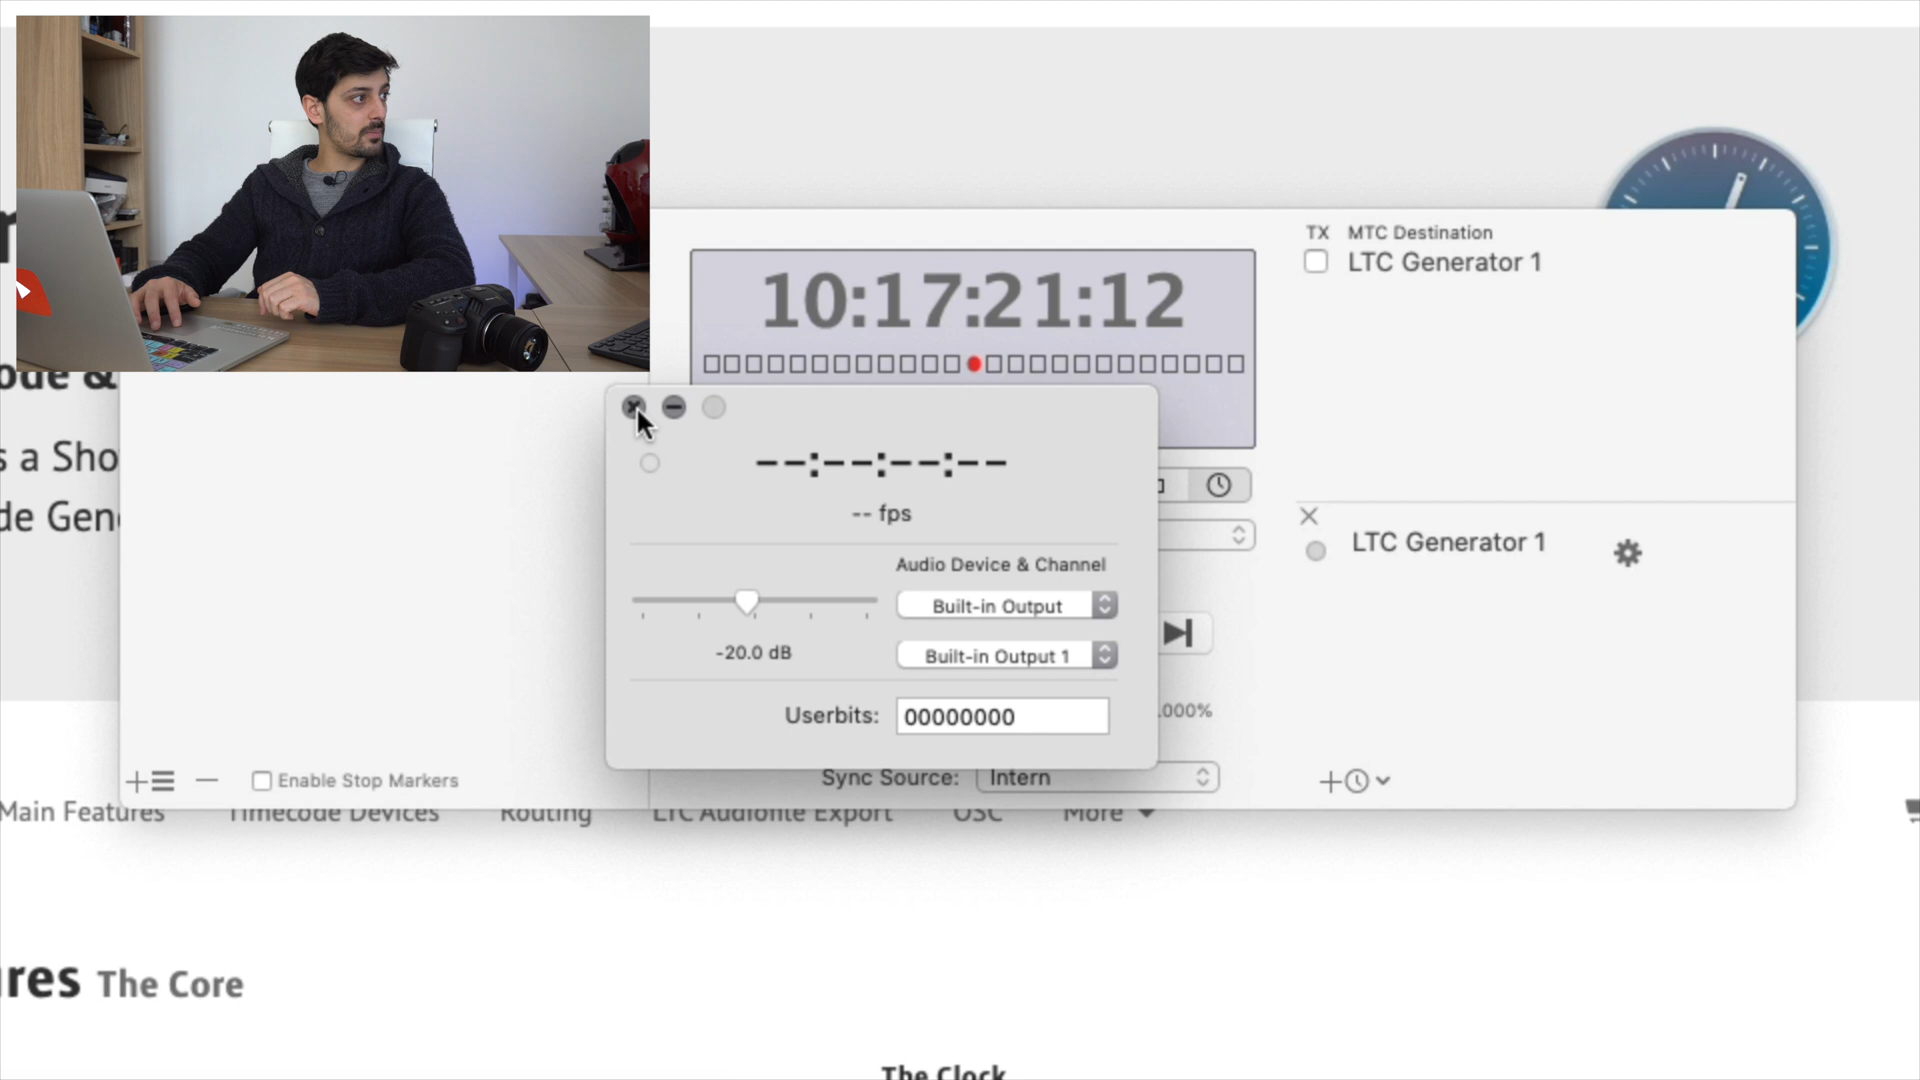 10:17:21:12
TX MTC Destination
LTC Generator 1
--:--:--:--
-- fps
Audio Device & Channel
Built-in Output
-20.0 dB
Built-in Output 1
Userbits: 00000000
.000%
Sync Source: Intern
LTC Generator 1
Enable Stop Markers
ode &
s a Sho
de Gen
Main Features Timecode Devices Routing LTC Audiofile Export OSC More
ures The Core
The Clock